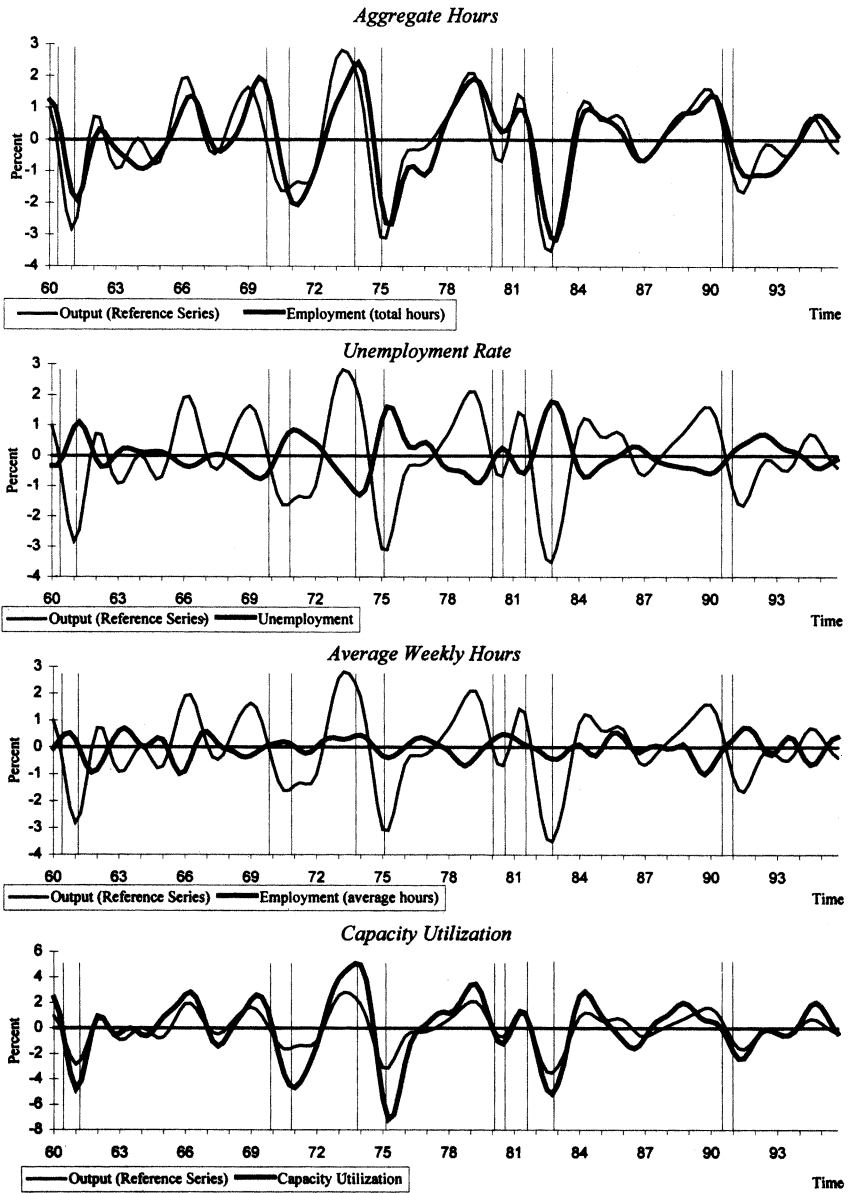 Aggregate Hours
3
2
1
0
-1
-2
-3
-4
Percent
60 63 66 69 72 75 78 81 84 87 90 93
Time
Output (Reference Series) Employment (total hours)
Unemployment Rate
3
2
1
0
-1
-2
-3
-4
Percent
60 63 66 69 72 75 78 81 84 87 90 93
Time
Output (Reference Series) Unemployment
Average Weekly Hours
3
2
1
0
-1
-2
-3
-4
Percent
60 63 66 69 72 75 78 81 84 87 90 93
Time
Output (Reference Series) Employment (average hours)
Capacity Utilization
6
4
2
0
-2
-4
-6
-8
Percent
60 63 66 69 72 75 78 81 84 87 90 93
Time
Output (Reference Series) Capacity Utilization